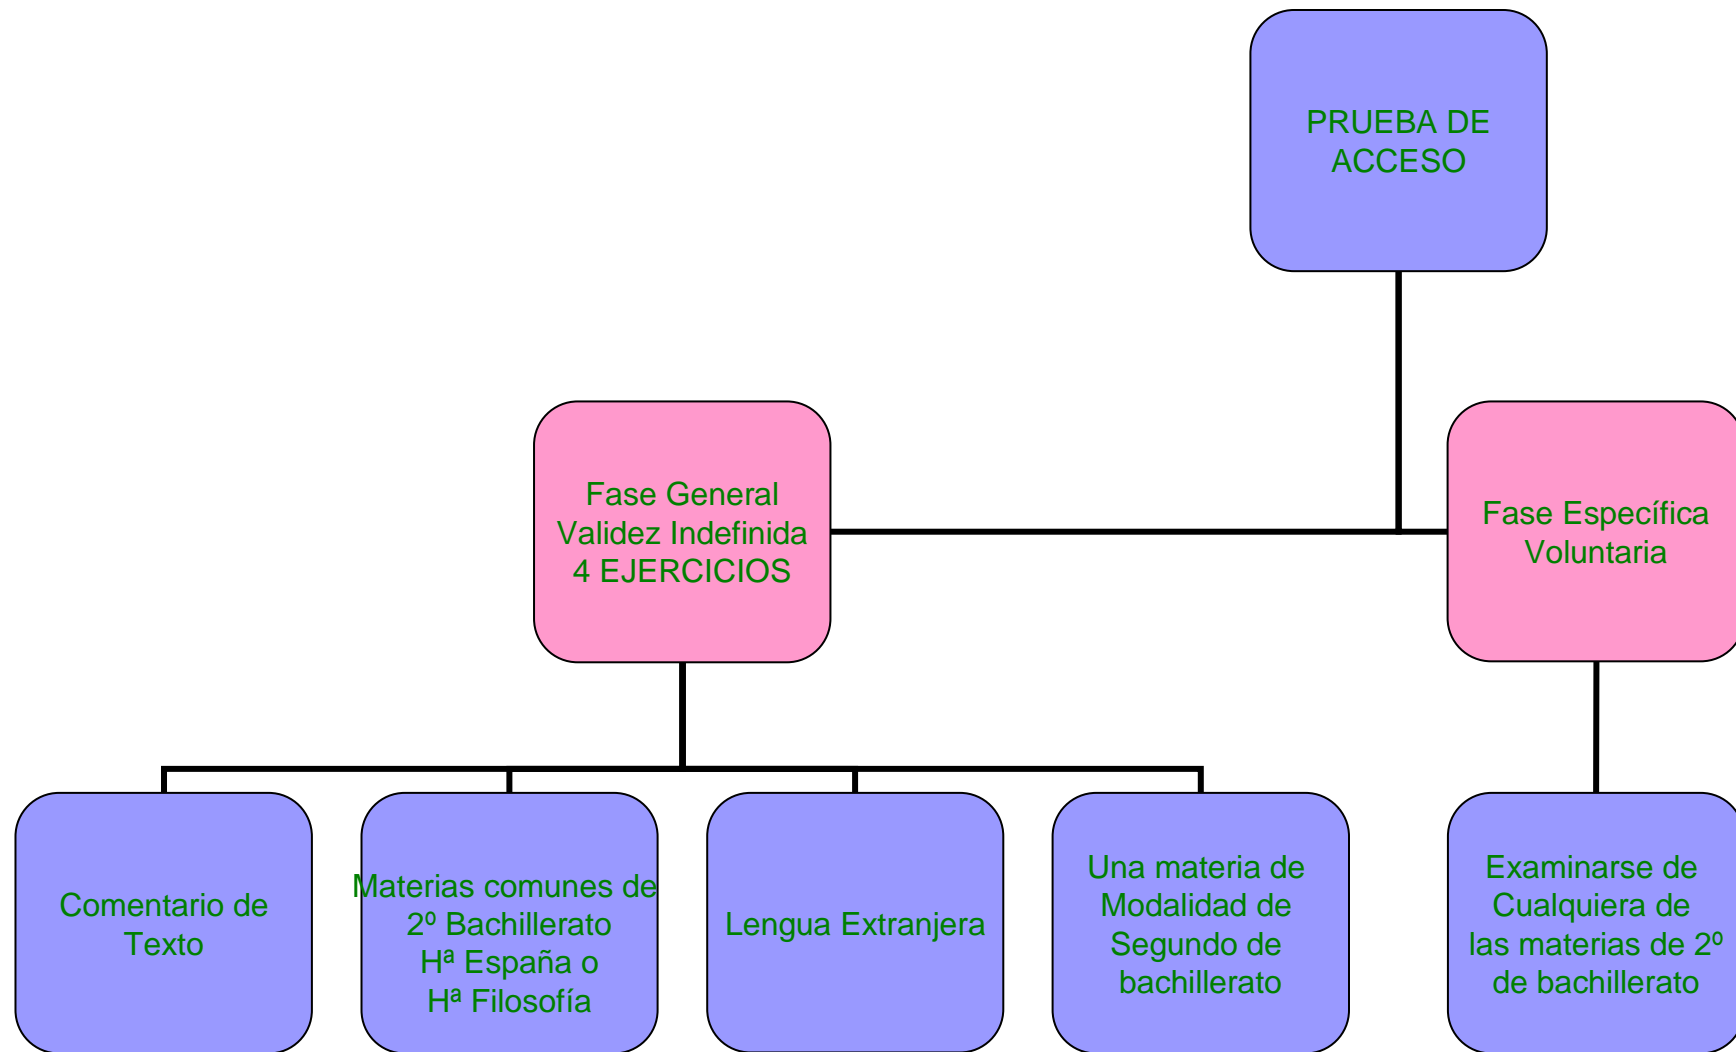 PRUEBA DE
ACCESO
Fase General
Validez Indefinida
4 EJERCICIOS
Fase Específica
Voluntaria
Comentario de
Texto
Materias comunes de
2º Bachillerato
Hª España o
Hª Filosofía
Lengua Extranjera
Una materia de
Modalidad de
Segundo de
bachillerato
Examinarse de
Cualquiera de
las materias de 2º
de bachillerato